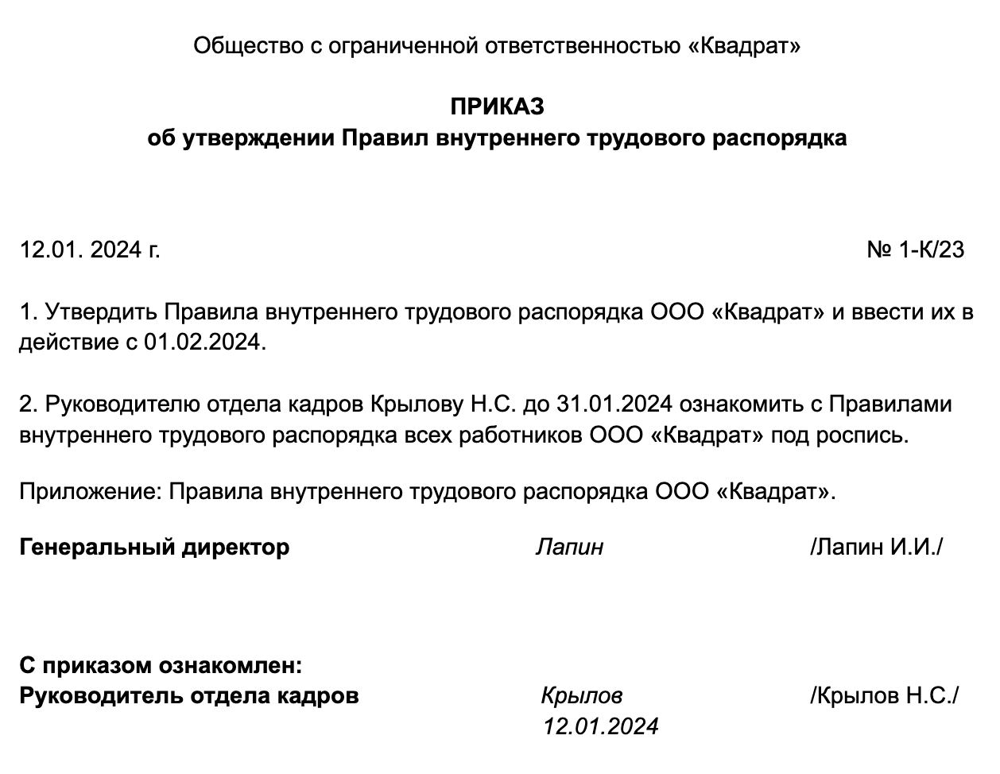 Общество с ограниченной ответственностью «Квадрат»
ПРИКАЗ
об утверждении Правил внутреннего трудового распорядка
12.01. 2024 г. № 1-К/23
1. Утвердить Правила внутреннего трудового распорядка ООО «Квадрат» и ввести их в
действие с 01.02.2024.
2. Руководителю отдела кадров Крылову Н.С. до 31.01.2024 ознакомить с Правилами
внутреннего трудового распорядка всех работников ООО «Квадрат» под роспись.
Приложение: Правила внутреннего трудового распорядка ООО «Квадрат».
Генеральный директор Лапин /Лапин И.И./
С приказом ознакомлен:
Руководитель отдела кадров Крылов /Крылов Н.С./
12.01.2024